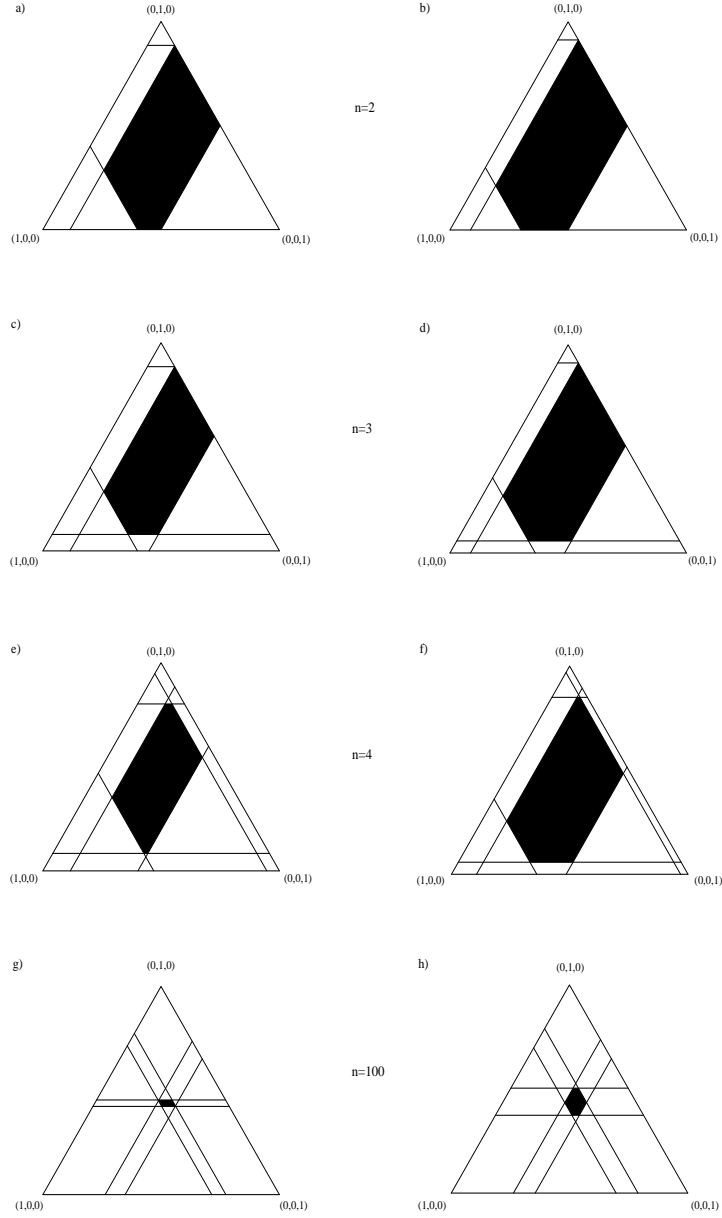 a) (0,1,0) b) (0,1,0)
n=2
(1,0,0) (0,0,1) (1,0,0) (0,0,1)
c) (0,1,0) d) (0,1,0)
n=3
(1,0,0) (0,0,1) (1,0,0) (0,0,1)
e) (0,1,0) f) (0,1,0)
n=4
(1,0,0) (0,0,1) (1,0,0) (0,0,1)
g) (0,1,0) h) (0,1,0)
n=100
(1,0,0) (0,0,1) (1,0,0) (0,0,1)